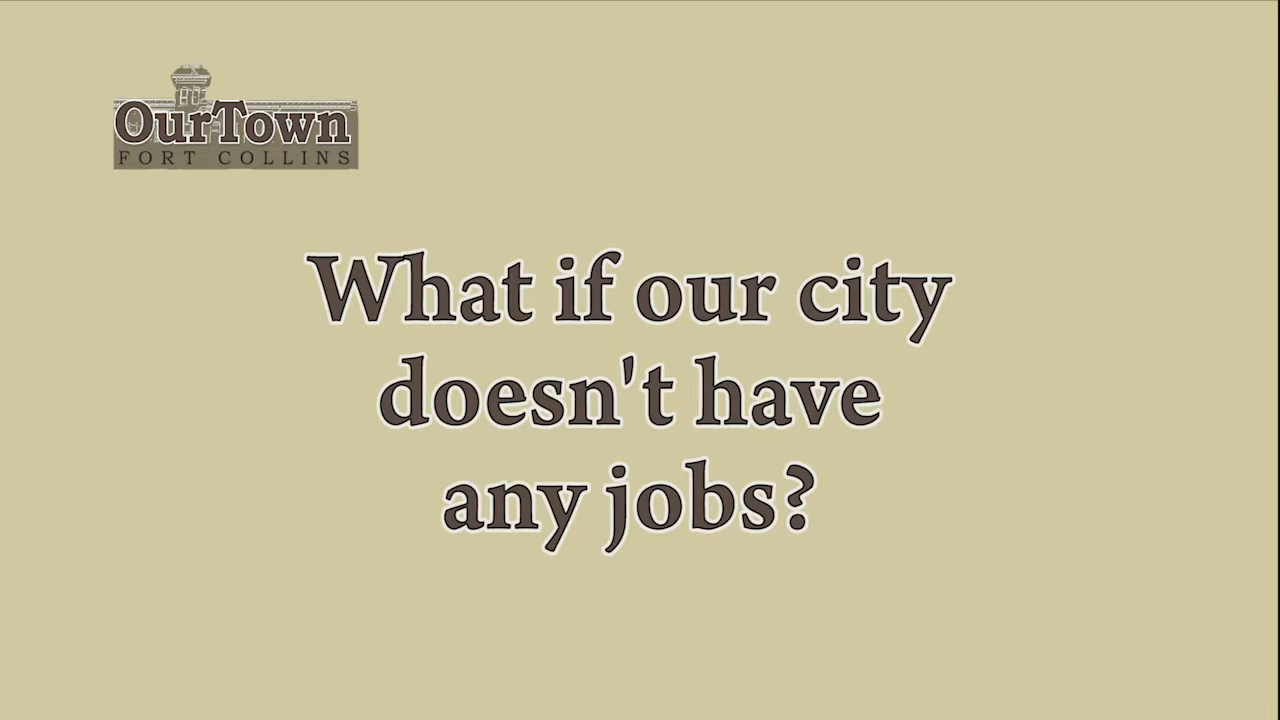 OurTown
FORT COLLINS
What if our city
doesn't have
any jobs?